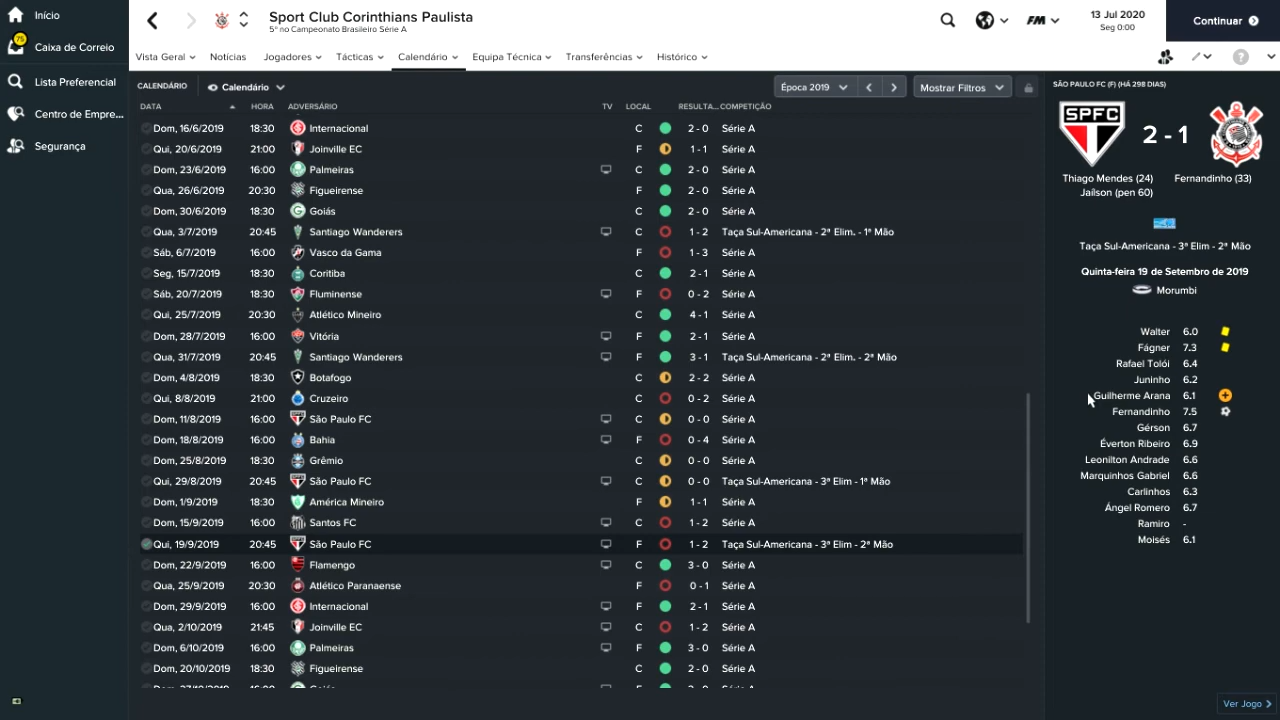 Início
75
Caixa de Correio
Lista Preferencial
Centro de Empre...
Segurança
Sport Club Corinthians Paulista
5º no Campeonato Brasileiro Série A
FM
13 Jul 2020
Seg 0:00
Continuar
Vista Geral Notícias Jogadores Tácticas Calendário Equipa Técnica Transferências Histórico
?
CALENDÁRIO Calendário Época 2019 Mostrar Filtros
DATA HORA ADVERSÁRIO TV LOCAL RESULTA... COMPETIÇÃO
Dom, 16/6/2019 18:30 Internacional C 2 - 0 Série A
Qui, 20/6/2019 21:00 Joinville EC F 1 - 1 Série A
Dom, 23/6/2019 16:00 Palmeiras C 2 - 0 Série A
Qua, 26/6/2019 20:30 Figueirense F 2 - 0 Série A
Dom, 30/6/2019 18:30 Goiás C 2 - 0 Série A
Qua, 3/7/2019 20:45 Santiago Wanderers C 1 - 2 Taça Sul-Americana - 2ª Elim. - 1ª Mão
Sáb, 6/7/2019 16:00 Vasco da Gama F 1 - 3 Série A
Seg, 15/7/2019 18:30 Coritiba C 2 - 1 Série A
Sáb, 20/7/2019 18:30 Fluminense F 0 - 2 Série A
Qui, 25/7/2019 20:30 Atlético Mineiro C 4 - 1 Série A
Dom, 28/7/2019 16:00 Vitória F 2 - 1 Série A
Qua, 31/7/2019 20:45 Santiago Wanderers F 3 - 1 Taça Sul-Americana - 2ª Elim. - 2ª Mão
Dom, 4/8/2019 18:30 Botafogo C 2 - 2 Série A
Qui, 8/8/2019 21:00 Cruzeiro C 0 - 2 Série A
Dom, 11/8/2019 16:00 São Paulo FC C 0 - 0 Série A
Dom, 18/8/2019 16:00 Bahia F 0 - 4 Série A
Dom, 25/8/2019 18:30 Grêmio C 0 - 0 Série A
Qui, 29/8/2019 20:45 São Paulo FC C 0 - 0 Taça Sul-Americana - 3ª Elim - 1ª Mão
Dom, 1/9/2019 18:30 América Mineiro F 1 - 1 Série A
Dom, 15/9/2019 16:00 Santos FC C 1 - 2 Série A
Qui, 19/9/2019 20:45 São Paulo FC F 1 - 2 Taça Sul-Americana - 3ª Elim - 2ª Mão
Dom, 22/9/2019 16:00 Flamengo C 3 - 0 Série A
Qua, 25/9/2019 20:30 Atlético Paranaense F 0 - 1 Série A
Dom, 29/9/2019 16:00 Internacional F 2 - 1 Série A
Qua, 2/10/2019 21:45 Joinville EC C 1 - 2 Série A
Dom, 6/10/2019 16:00 Palmeiras F 3 - 0 Série A
Dom, 20/10/2019 18:30 Figueirense C 2 - 0 Série A
SÃO PAULO FC (F) (HÁ 298 DIAS)
SPFC
2 - 1
Thiago Mendes (24) Fernandinho (33)
Jaílson (pen 60)
Taça Sul-Americana - 3ª Elim - 2ª Mão
Quinta-feira 19 de Setembro de 2019
Morumbi
Walter 6.0
Fágner 7.3
Rafael Tolói 6.4
Juninho 6.2
Guilherme Arana 6.1
Fernandinho 7.5
Gérson 6.7
Éverton Ribeiro 6.9
Leonilton Andrade 6.6
Marquinhos Gabriel 6.6
Carlinhos 6.3
Ángel Romero 6.7
Ramiro -
Moisés 6.1
Ver Jogo